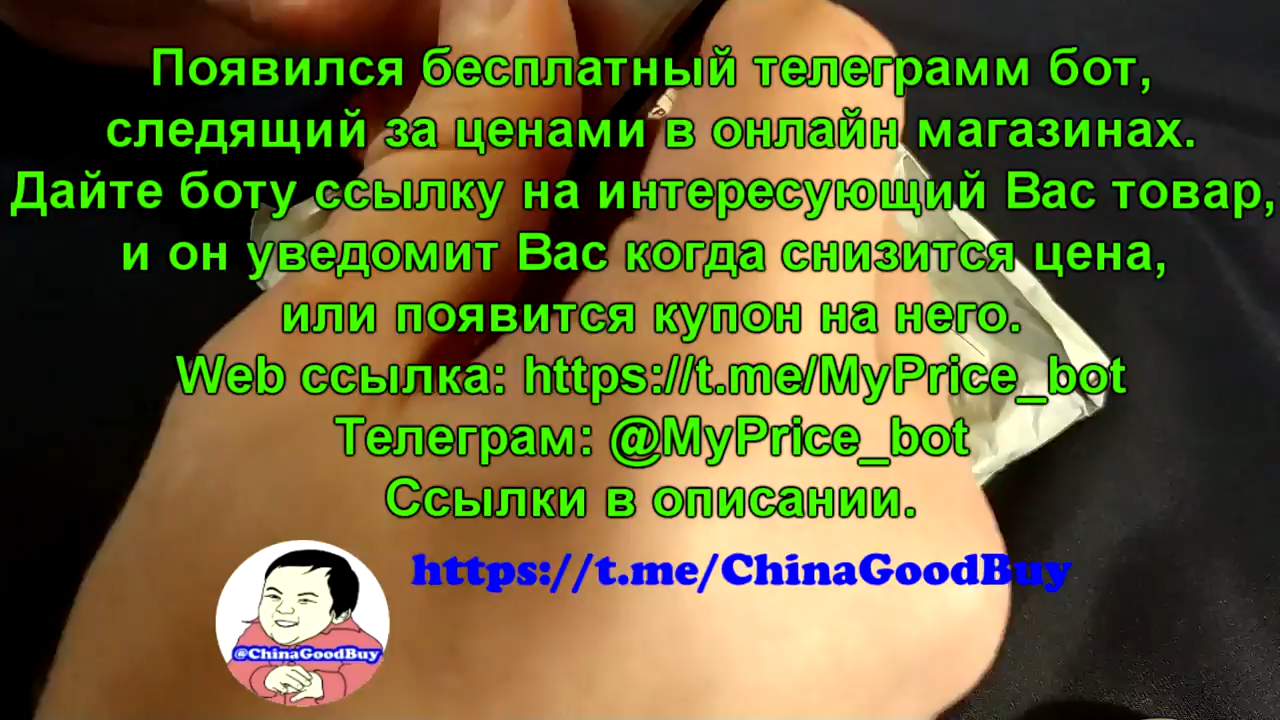 Появился бесплатный телеграмм бот,
следящий за ценами в онлайн магазинах.
Дайте боту ссылку на интересующий Вас товар,
и он уведомит Вас когда снизится цена,
или появится купон на него.
Web ссылка: https://t.me/MyPrice_bot
Телеграм: @MyPrice_bot
Ссылки в описании.
https://t.me/ChinaGoodBuy
@ChinaGoodBuy